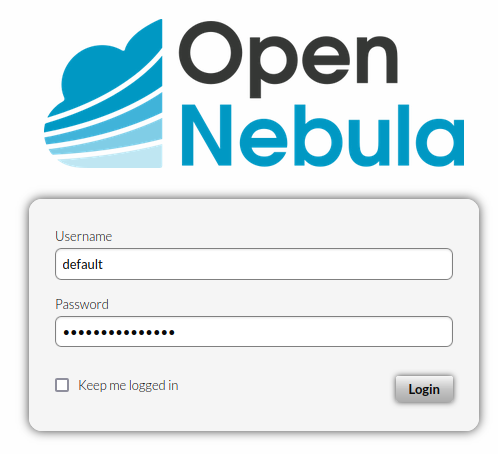 Open
Nebula
Username
default
Password
•••••••••••••••
Keep me logged in
Login